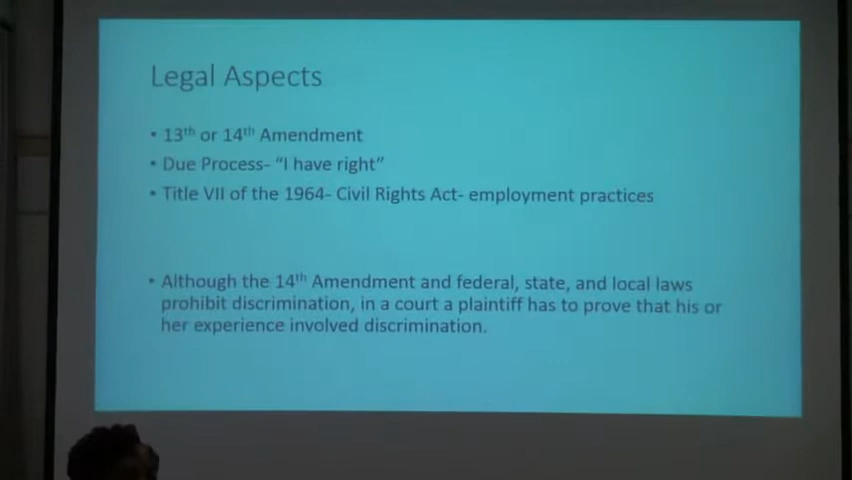 Legal Aspects
• 13th or 14th Amendment
• Due Process- “I have right”
• Title VII of the 1964- Civil Rights Act- employment practices
• Although the 14th Amendment and federal, state, and local laws
prohibit discrimination, in a court a plaintiff has to prove that his or
her experience involved discrimination.